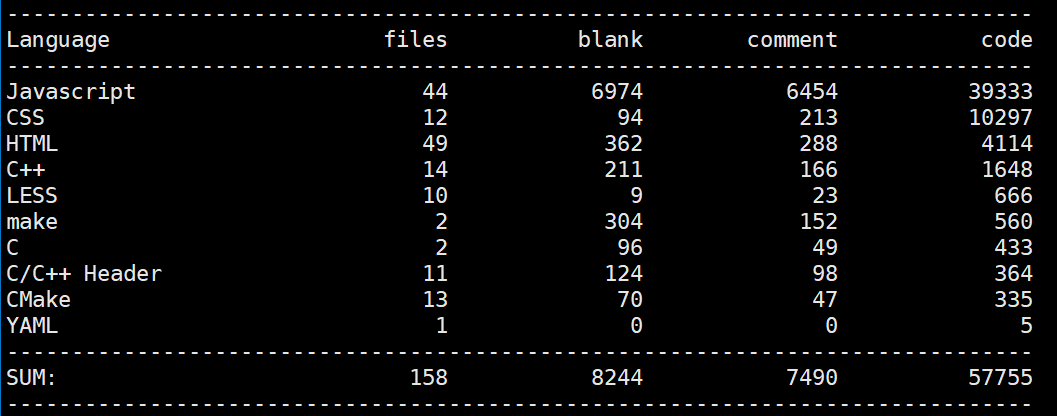 -------------------------------------------------------------------------------
Language                     files          blank        comment           code
-------------------------------------------------------------------------------
Javascript                      44           6974           6454          39333
CSS                             12             94            213          10297
HTML                            49            362            288           4114
C++                             14            211            166           1648
LESS                            10              9             23            666
make                             2            304            152            560
C                                2             96             49            433
C/C++ Header                    11            124             98            364
CMake                           13             70             47            335
YAML                             1              0              0              5
-------------------------------------------------------------------------------
SUM:                           158           8244           7490          57755
-------------------------------------------------------------------------------